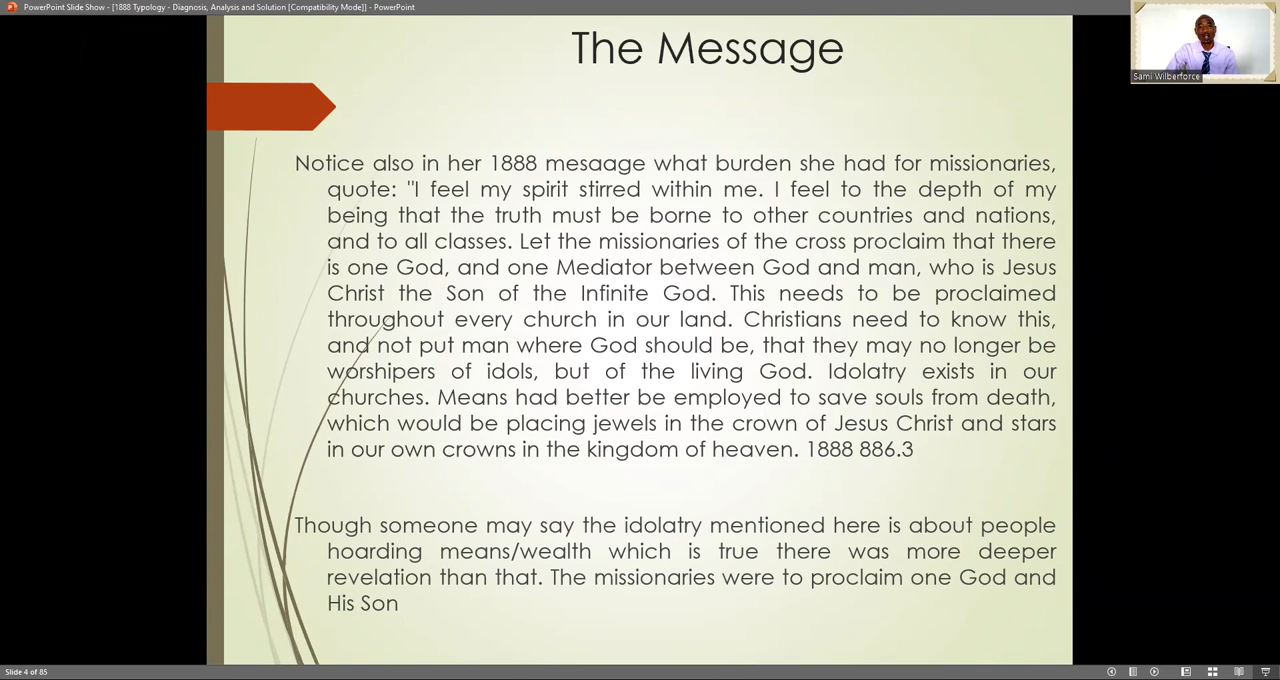 PowerPoint Slide Show - [1888 Typology - Diagnosis, Analysis and Solution [Compatibility Mode]] - PowerPoint
Sami Wilberforce
The Message
Notice also in her 1888 mesaage what burden she had for missionaries,
quote: "I feel my spirit stirred within me. I feel to the depth of my
being that the truth must be borne to other countries and nations,
and to all classes. Let the missionaries of the cross proclaim that there
is one God, and one Mediator between God and man, who is Jesus
Christ the Son of the Infinite God. This needs to be proclaimed
throughout every church in our land. Christians need to know this,
and not put man where God should be, that they may no longer be
worshipers of idols, but of the living God. Idolatry exists in our
churches. Means had better be employed to save souls from death,
which would be placing jewels in the crown of Jesus Christ and stars
in our own crowns in the kingdom of heaven. 1888 886.3
Though someone may say the idolatry mentioned here is about people
hoarding means/wealth which is true there was more deeper
revelation than that. The missionaries were to proclaim one God and
His Son
Slide 4 of 85